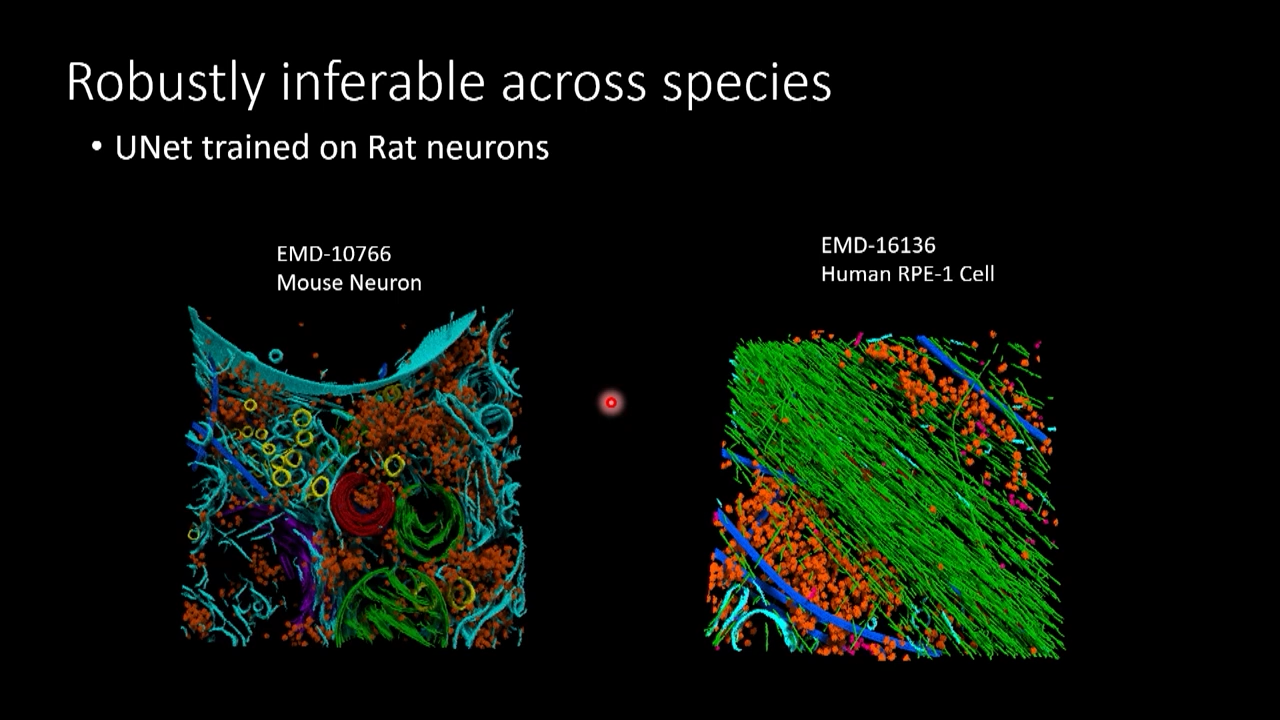 Robustly inferable across species
• UNet trained on Rat neurons
EMD-10766
Mouse Neuron
EMD-16136
Human RPE-1 Cell